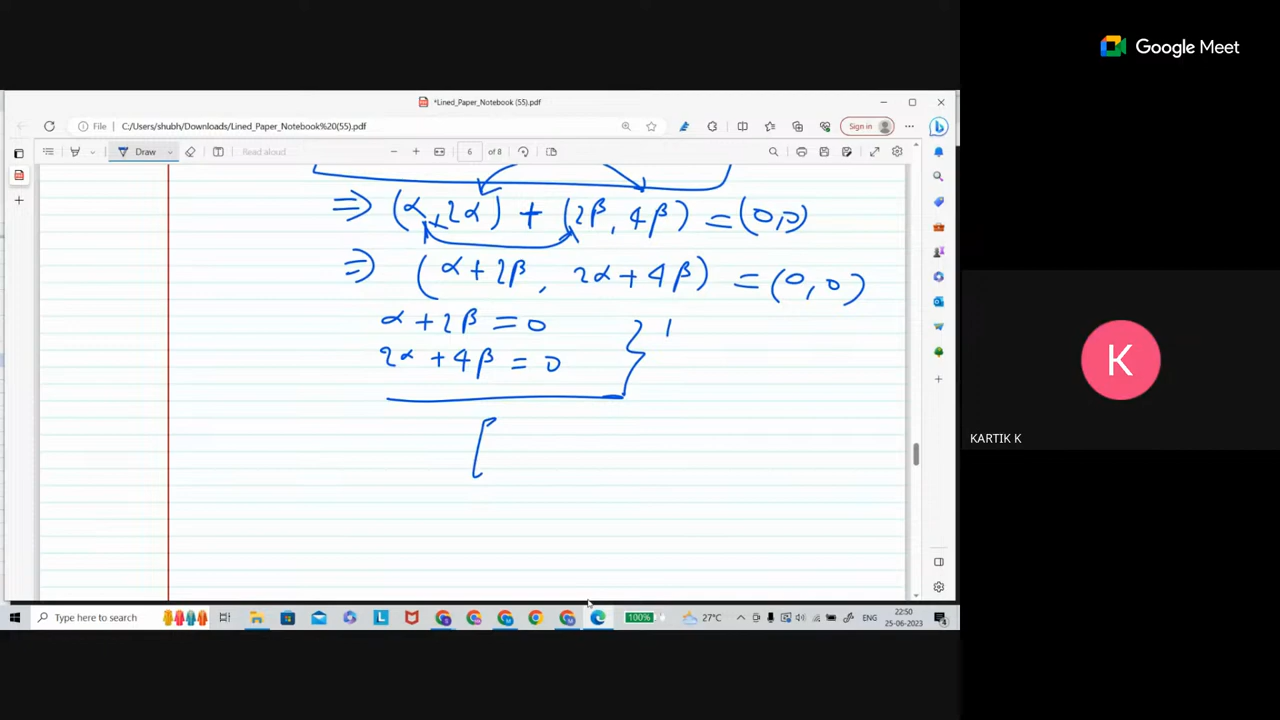 Google Meet
*Lined_Paper_Notebook (55).pdf
File C:/Users/shubh/Downloads/Lined_Paper_Notebook%20(55).pdf Sign in
Draw Read aloud 6 of 8
⇒ (α, 2α) + (2β, 4β) = (0,0)
⇒ (α+2β, 2α+4β) = (0,0)
α+2β = 0
2α+4β = 0 } 1
[
K
KARTIK K
Type here to search 100% 27°C ENG 22:50
25-06-2023 4